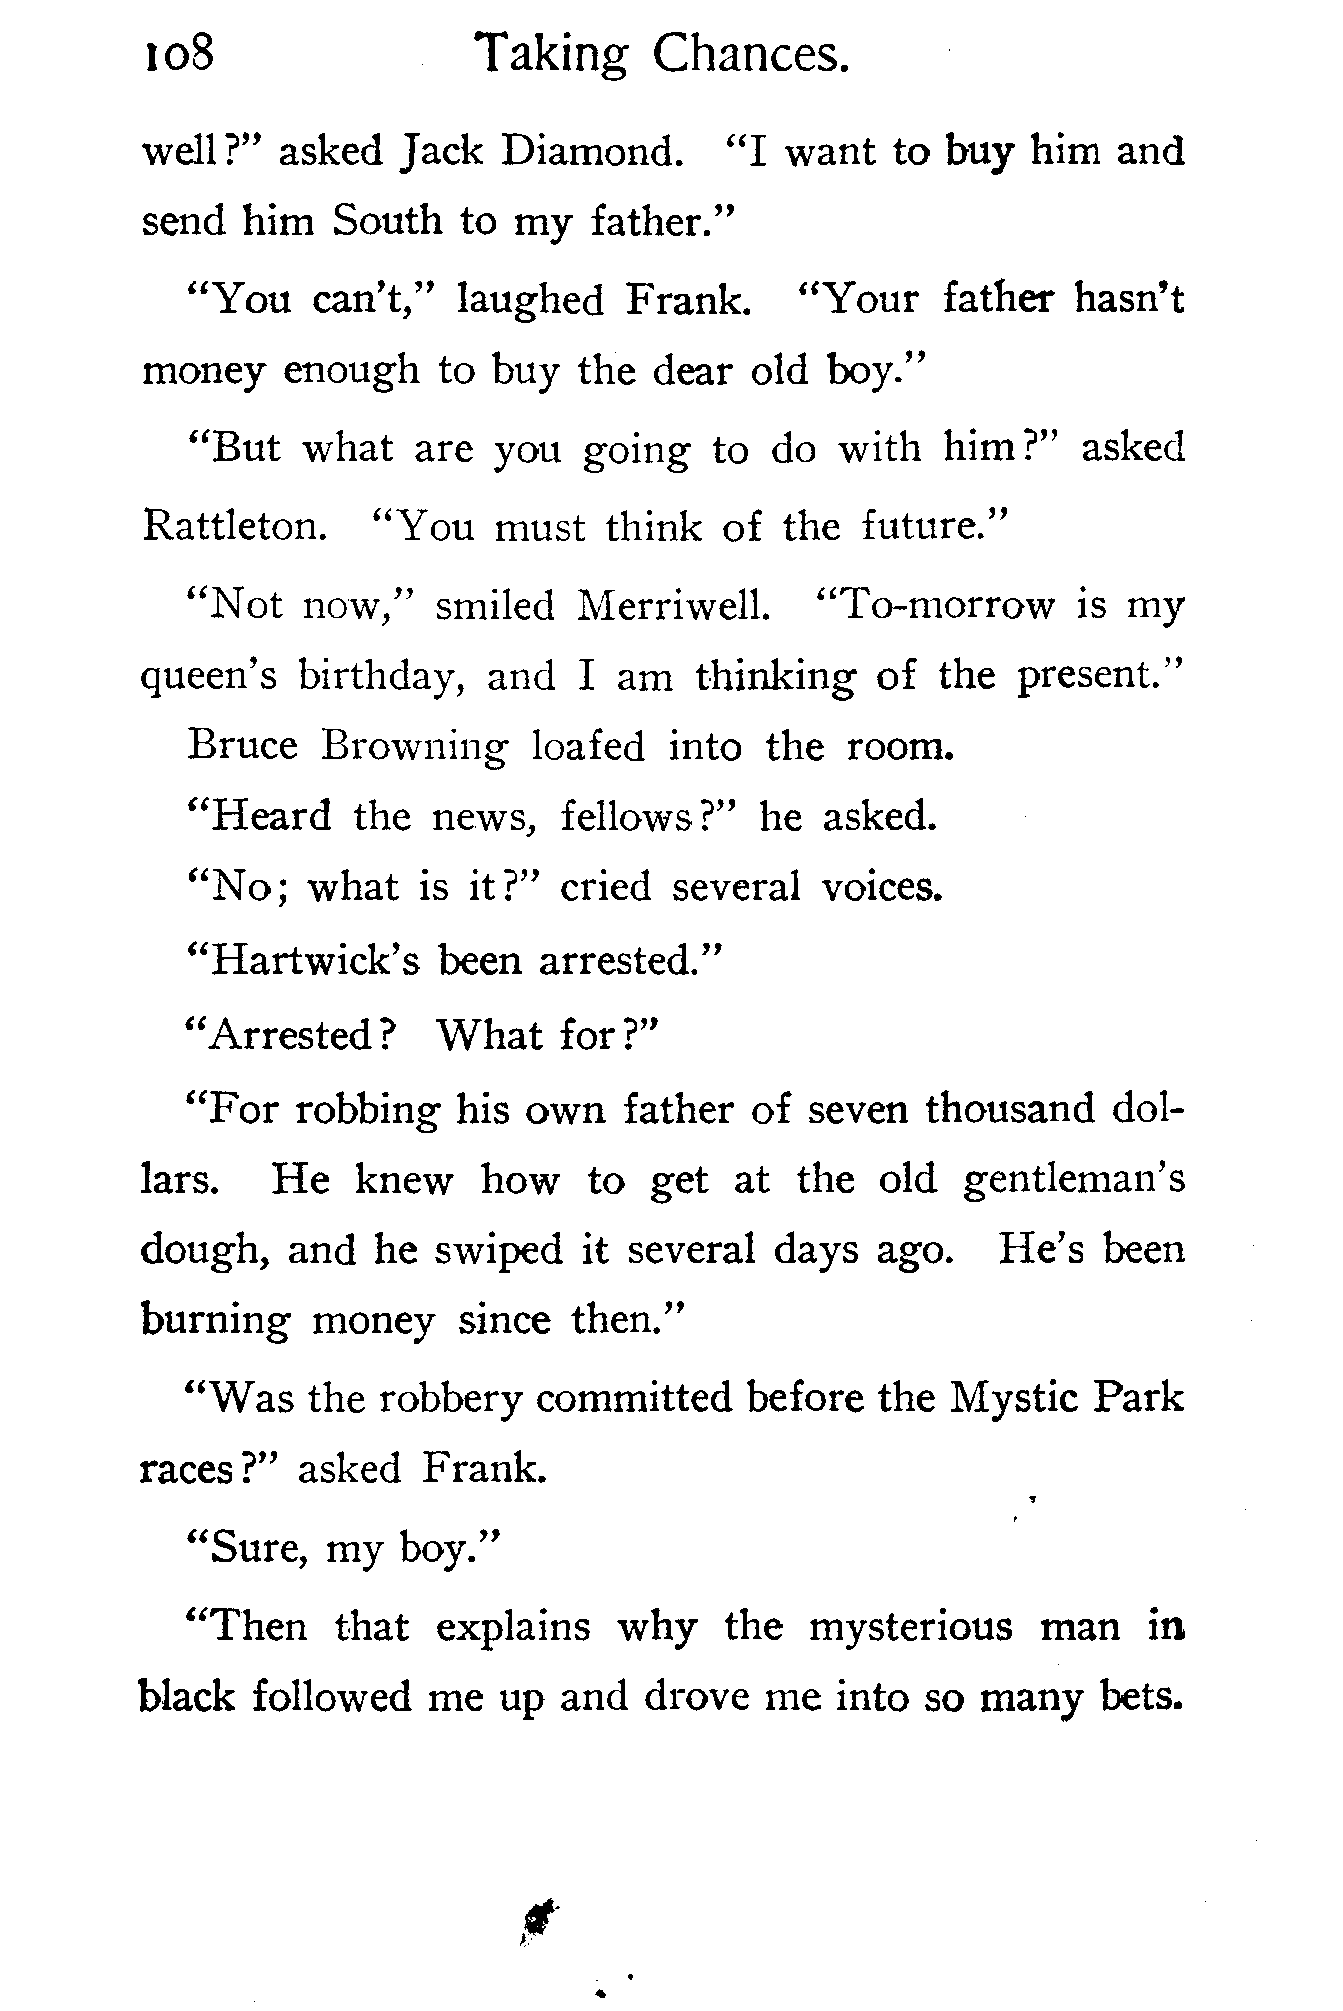 108 Taking Chances.
well?" asked Jack Diamond. "I want to buy him and
send him South to my father."
"You can't," laughed Frank. "Your father hasn't
money enough to buy the dear old boy."
"But what are you going to do with him?" asked
Rattleton. "You must think of the future."
"Not now," smiled Merriwell. "To-morrow is my
queen's birthday, and I am thinking of the present."
Bruce Browning loafed into the room.
"Heard the news, fellows?" he asked.
"No; what is it?" cried several voices.
"Hartwick's been arrested."
"Arrested? What for?"
"For robbing his own father of seven thousand dol-
lars. He knew how to get at the old gentleman's
dough, and he swiped it several days ago. He's been
burning money since then."
"Was the robbery committed before the Mystic Park
races?" asked Frank.
"Sure, my boy."
"Then that explains why the mysterious man in
black followed me up and drove me into so many bets.